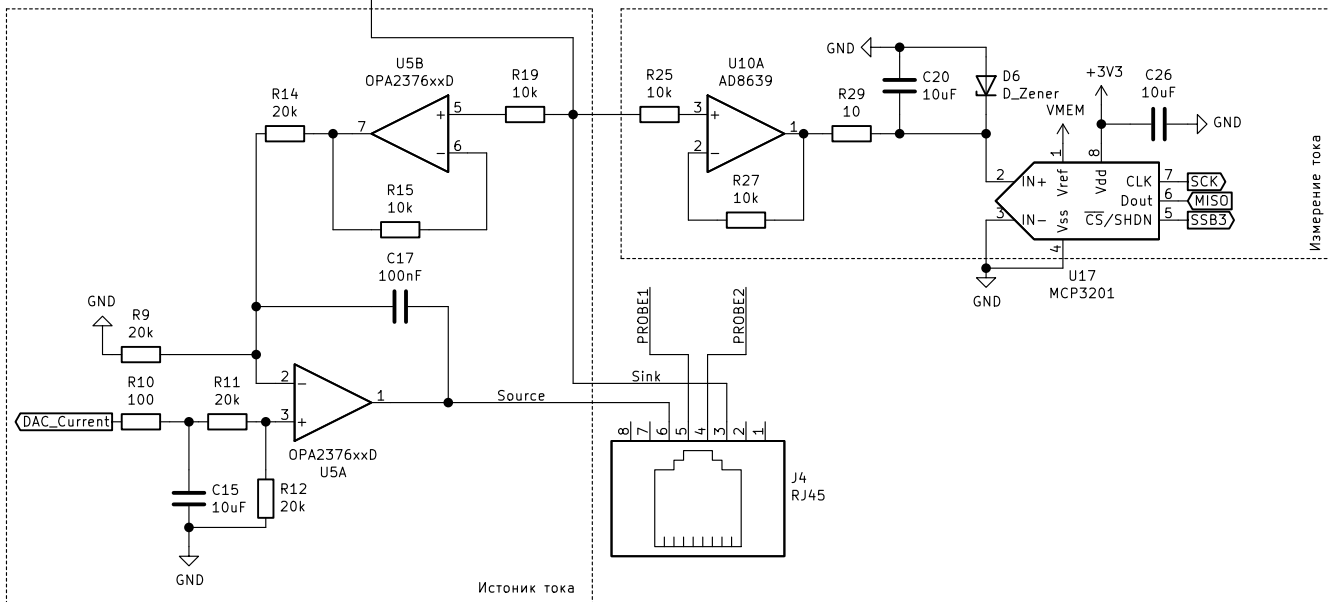 U5B
OPA2376xxD
R14
20k
7
5
+
6
−
R19
10k
R15
10k
C17
100nF
GND
R9
20k
R10
100
R11
20k
DAC_Current
2
−
3
+
1
OPA2376xxD
U5A
C15
10uF
R12
20k
GND
Source
Истоник тока
R25
10k
U10A
AD8639
3
+
2
−
1
R27
10k
R29
10
GND
C20
10uF
D6
D_Zener
+3V3
VMEM
C26
10uF
GND
1
8
Vref
Vdd
2
IN+
3
IN−
Vss
4
CLK
7
SCK
Dout
6
MISO
CS/SHDN
5
SSB3
U17
MCP3201
GND
Измерение тока
PROBE1
PROBE2
Sink
8
7
6
5
4
3
2
1
J4
RJ45